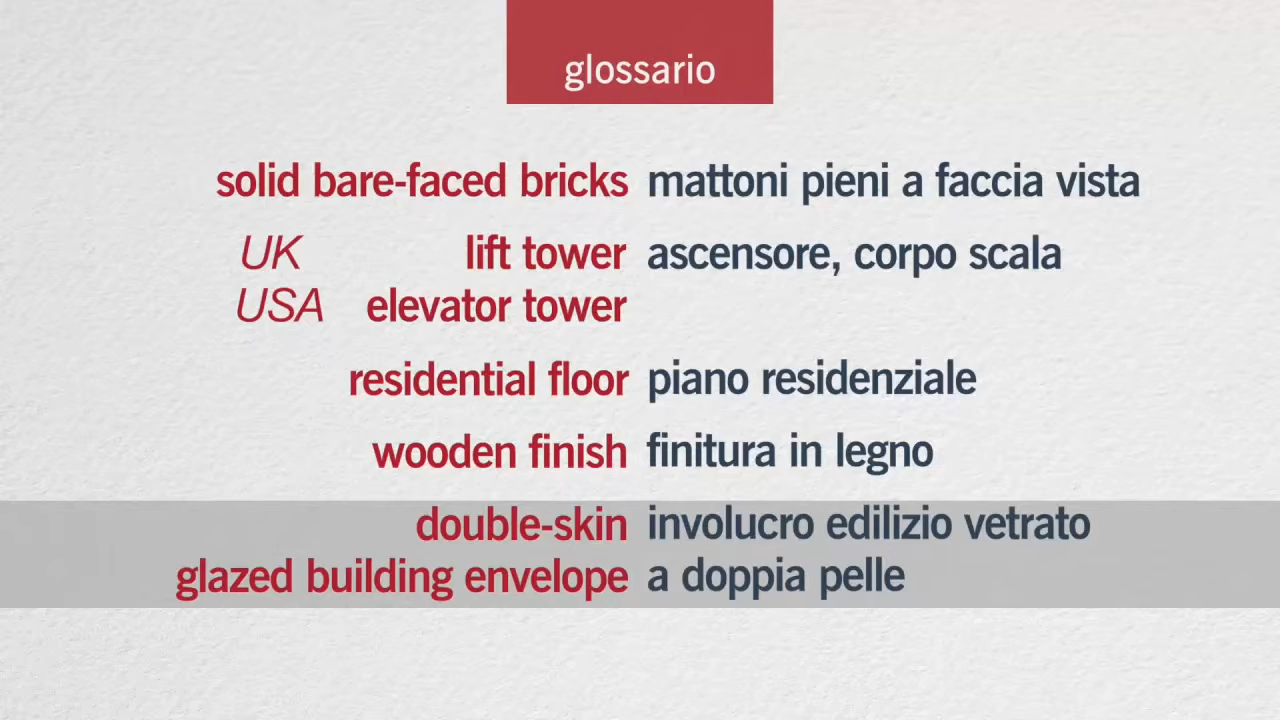 glossario
solid bare-faced bricks mattoni pieni a faccia vista
UK lift tower ascensore, corpo scala
USA elevator tower
residential floor piano residenziale
wooden finish finitura in legno
double-skin involucro edilizio vetrato
glazed building envelope a doppia pelle